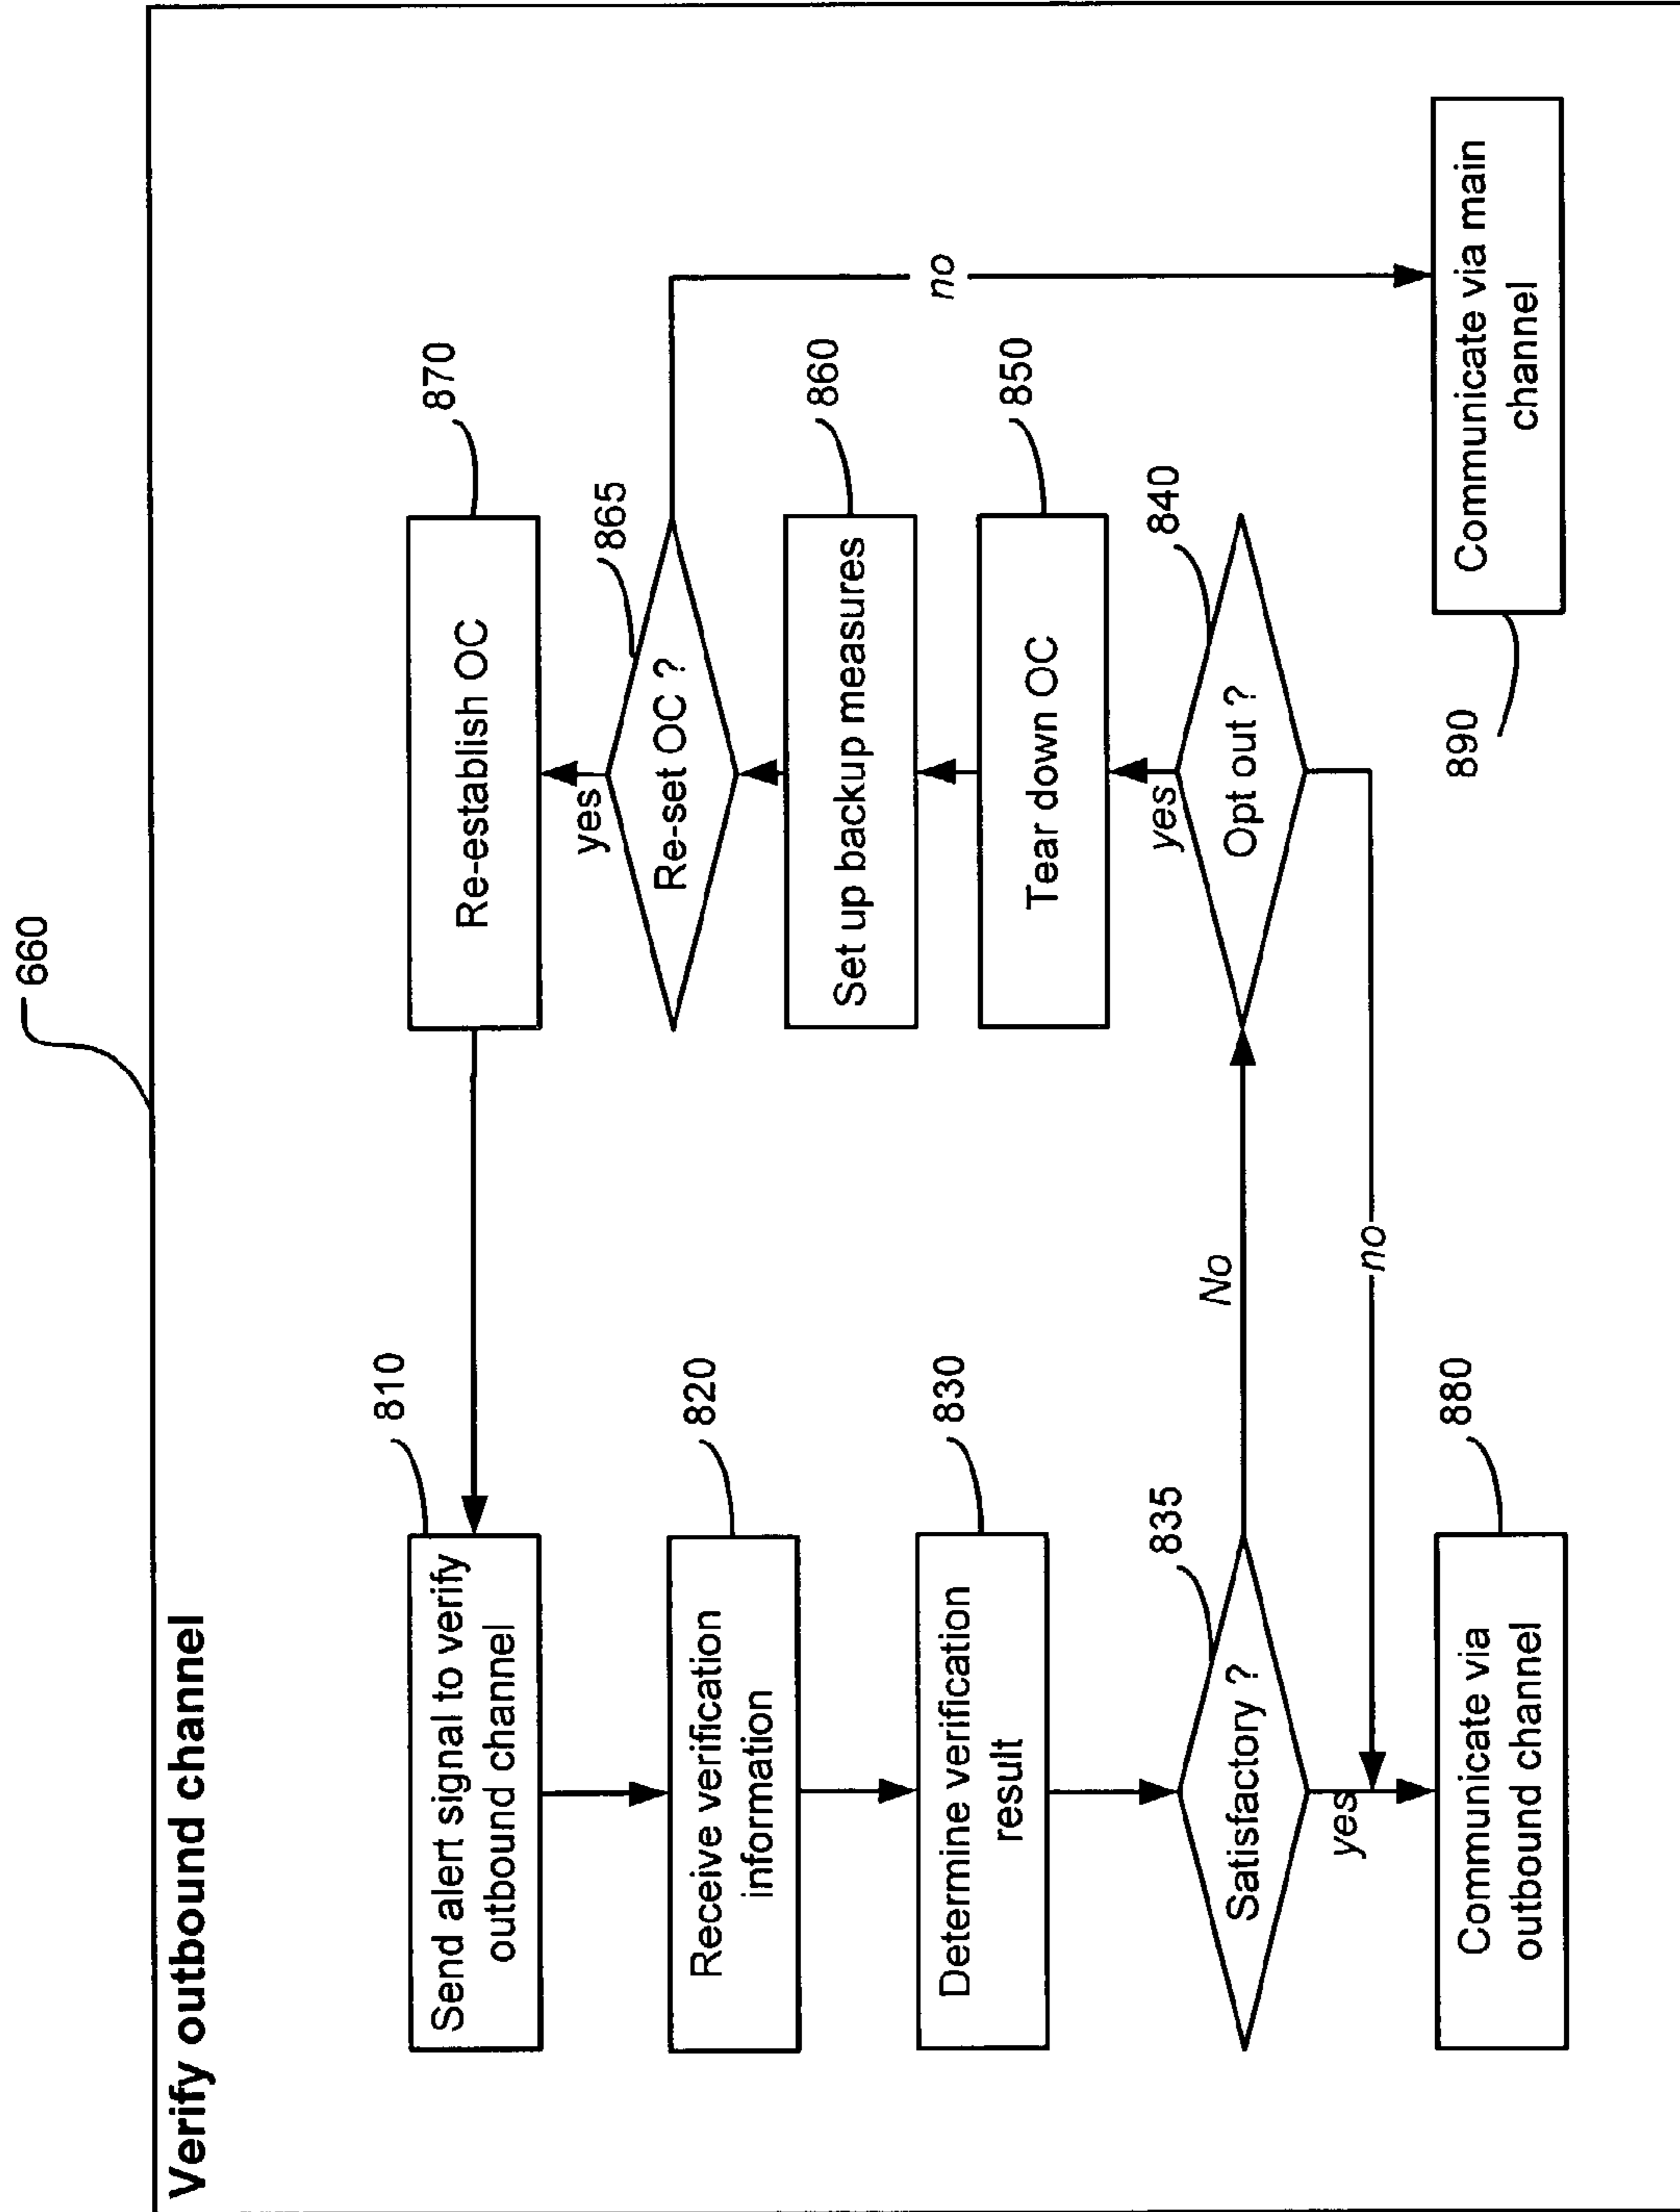 660
Verify outbound channel
810
Send alert signal to verify
outbound channel
820
Receive verification
information
830
Determine verification
result
835
Satisfactory ?
yes
No
880
Communicate via
outbound channel
870
Re-establish OC
yes
865
Re-set OC ?
no
860
Set up backup measures
850
Tear down OC
yes
840
Opt out ?
no
890
Communicate via main
channel